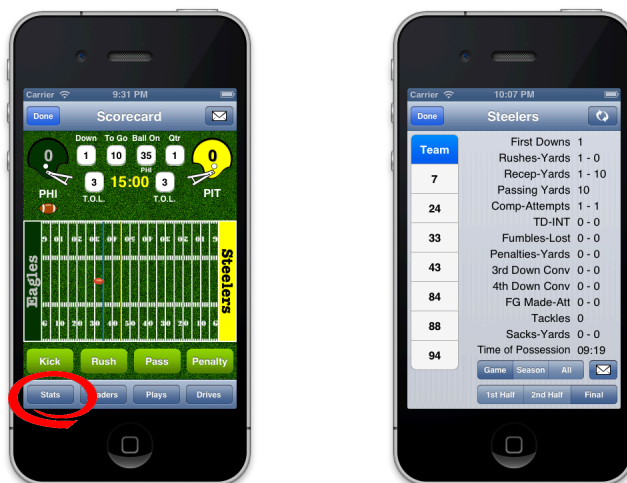 Carrier 9:31 PM
Done Scorecard
Down To Go Ball On Qtr
0 1 10 35 1 0
PHI
3 15:00 3
PHI T.O.L. T.O.L. PIT
Eagles
Steelers
Kick Rush Pass Penalty
Stats aders Plays Drives
Carrier 10:07 PM
Done Steelers
Team
7
24
33
43
84
88
94
First Downs 1
Rushes-Yards 1 - 0
Recep-Yards 1 - 10
Passing Yards 10
Comp-Attempts 1 - 1
TD-INT 0 - 0
Fumbles-Lost 0 - 0
Penalties-Yards 0 - 0
3rd Down Conv 0 - 0
4th Down Conv 0 - 0
FG Made-Att 0 - 0
Tackles 0
Sacks-Yards 0 - 0
Time of Possession 09:19
Game Season All
1st Half 2nd Half Final